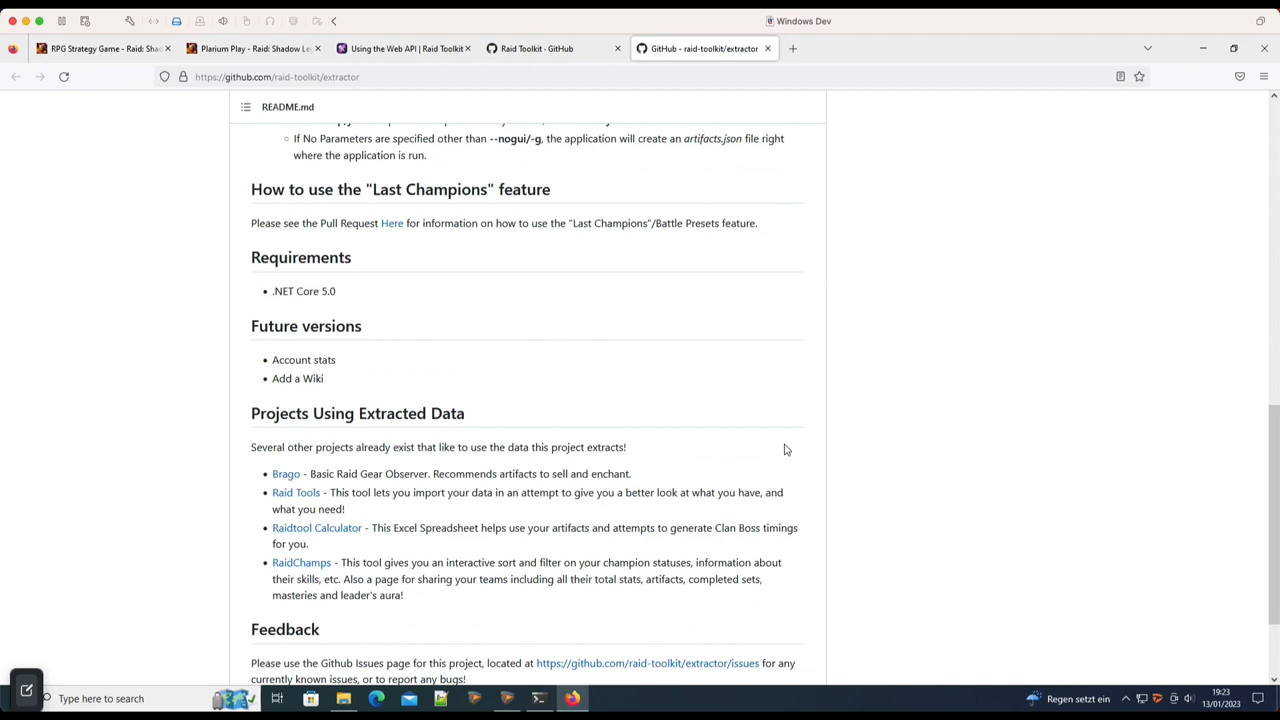 Windows Dev
RPG Strategy Game - Raid: Shad
Plarium Play - Raid: Shadow Le
Using the Web API | Raid Toolkit
Raid Toolkit · GitHub
GitHub - raid-toolkit/extractor
https://github.com/raid-toolkit/extractor
README.md
If No Parameters are specified other than --nogui/-g, the application will create an artifacts.json file right
where the application is run.
How to use the "Last Champions" feature
Please see the Pull Request Here for information on how to use the "Last Champions"/Battle Presets feature.
Requirements
.NET Core 5.0
Future versions
Account stats
Add a Wiki
Projects Using Extracted Data
Several other projects already exist that like to use the data this project extracts!
Brago - Basic Raid Gear Observer. Recommends artifacts to sell and enchant.
Raid Tools - This tool lets you import your data in an attempt to give you a better look at what you have, and
what you need!
Raidtool Calculator - This Excel Spreadsheet helps use your artifacts and attempts to generate Clan Boss timings
for you.
RaidChamps - This tool gives you an interactive sort and filter on your champion statuses, information about
their skills, etc. Also a page for sharing your teams including all their total stats, artifacts, completed sets,
masteries and leader's aura!
Feedback
Please use the Github Issues page for this project, located at https://github.com/raid-toolkit/extractor/issues for any
currently known issues, or to report any bugs!
Type here to search
Regen setzt ein
19:23
13/01/2023